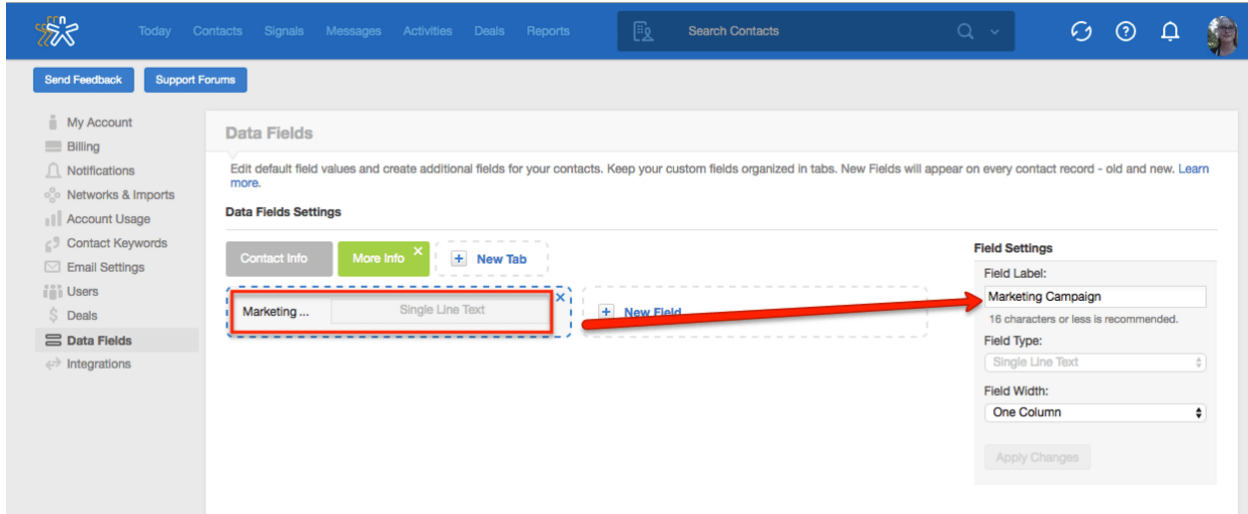 Today Contacts Signals Messages Activities Deals Reports Search Contacts
Send Feedback Support Forums
My Account
Billing
Notifications
Networks & Imports
Account Usage
Contact Keywords
Email Settings
Users
Deals
Data Fields
Integrations
Data Fields
Edit default field values and create additional fields for your contacts. Keep your custom fields organized in tabs. New Fields will appear on every contact record - old and new. Learn
more.
Data Fields Settings
Contact Info More Info New Tab
Marketing ... Single Line Text
New Field
Field Settings
Field Label:
Marketing Campaign
16 characters or less is recommended.
Field Type:
Single Line Text
Field Width:
One Column
Apply Changes